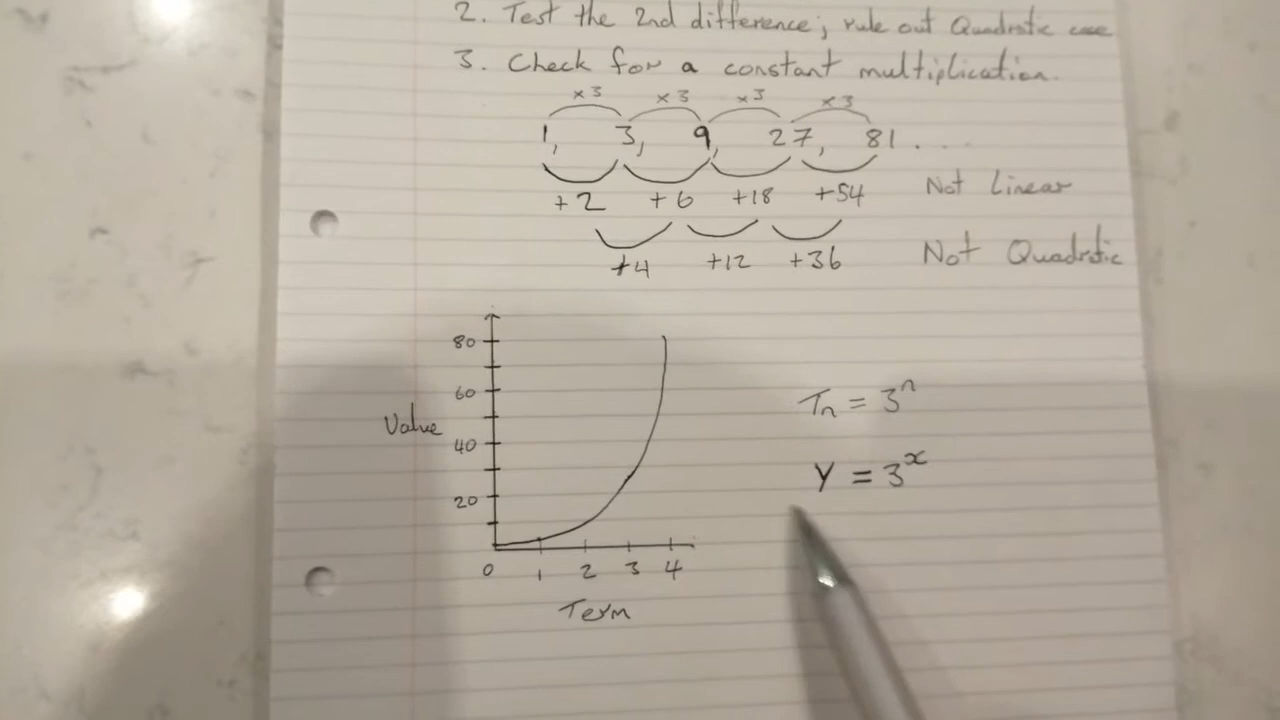 2. Test the 2nd difference; rule out Quadratic case
3. Check for a constant multiplication.
×3 ×3 ×3 ×3
1, 3, 9, 27, 81 . . . .
+2 +6 +18 +54 Not Linear
+4 +12 +36 Not Quadratic
80
60
Value
40
20
0 1 2 3 4
Term
Tn = 3ⁿ
Y = 3ˣ